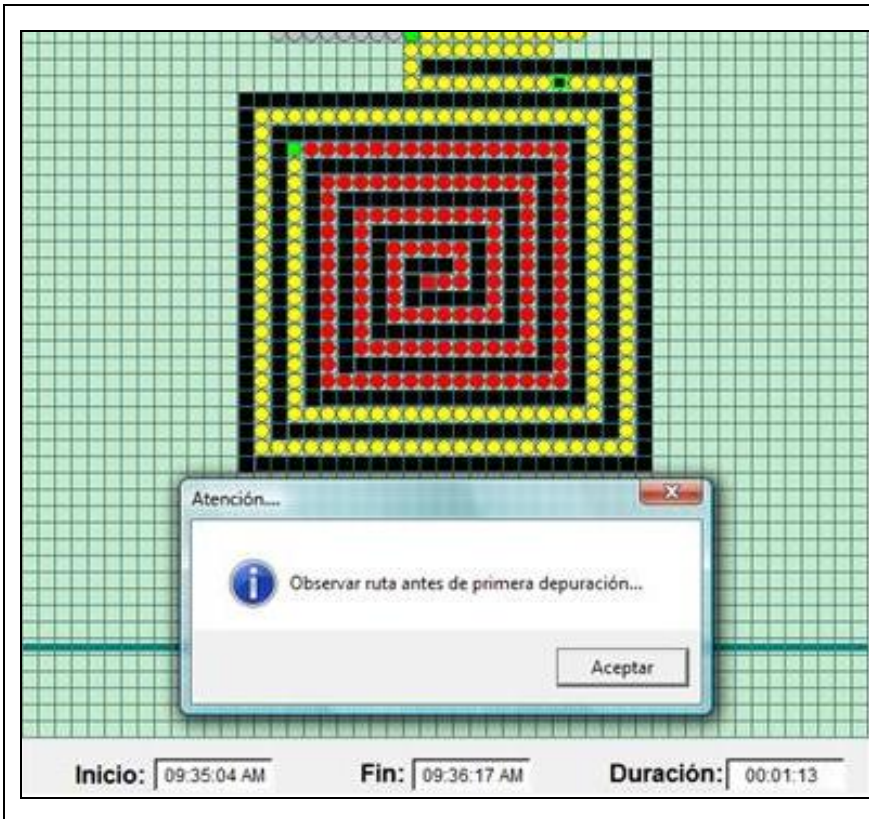 Atención....
Observar ruta antes de primera depuración...
Aceptar
Inicio: 09:35:04 AM Fin: 09:36:17 AM Duración: 00:01:13